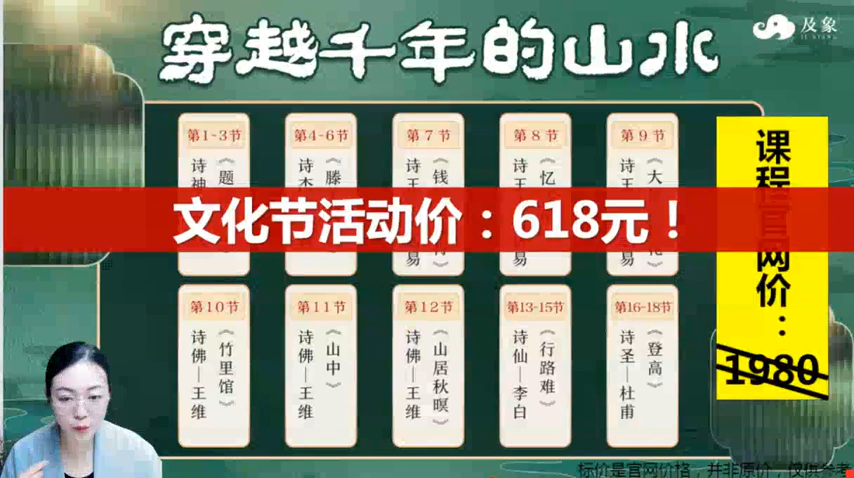 穿越千年的山水
及象
JI XIANG
第1-3节
第4-6节
第7节
第8节
第9节
诗神
《题
诗杰
《滕
诗王
《钱
诗王
《忆
诗王
《大
文化节活动价：618元！
易
易
易
课程官网价：
1980
第10节
第11节
第12节
第13-15节
第16-18节
诗佛—王维
《竹里馆》
诗佛—王维
《山中》
诗佛—王维
《山居秋暝》
诗仙—李白
《行路难》
诗圣—杜甫
《登高》
标价是官网价格，并非原价，仅供参考